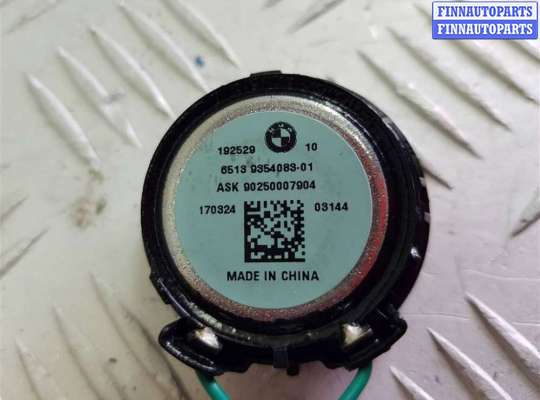 FINNAUTOPARTS
FINNAUTOPARTS
192529 10
6513 9354083-01
ASK 90250007904
170324 03144
MADE IN CHINA